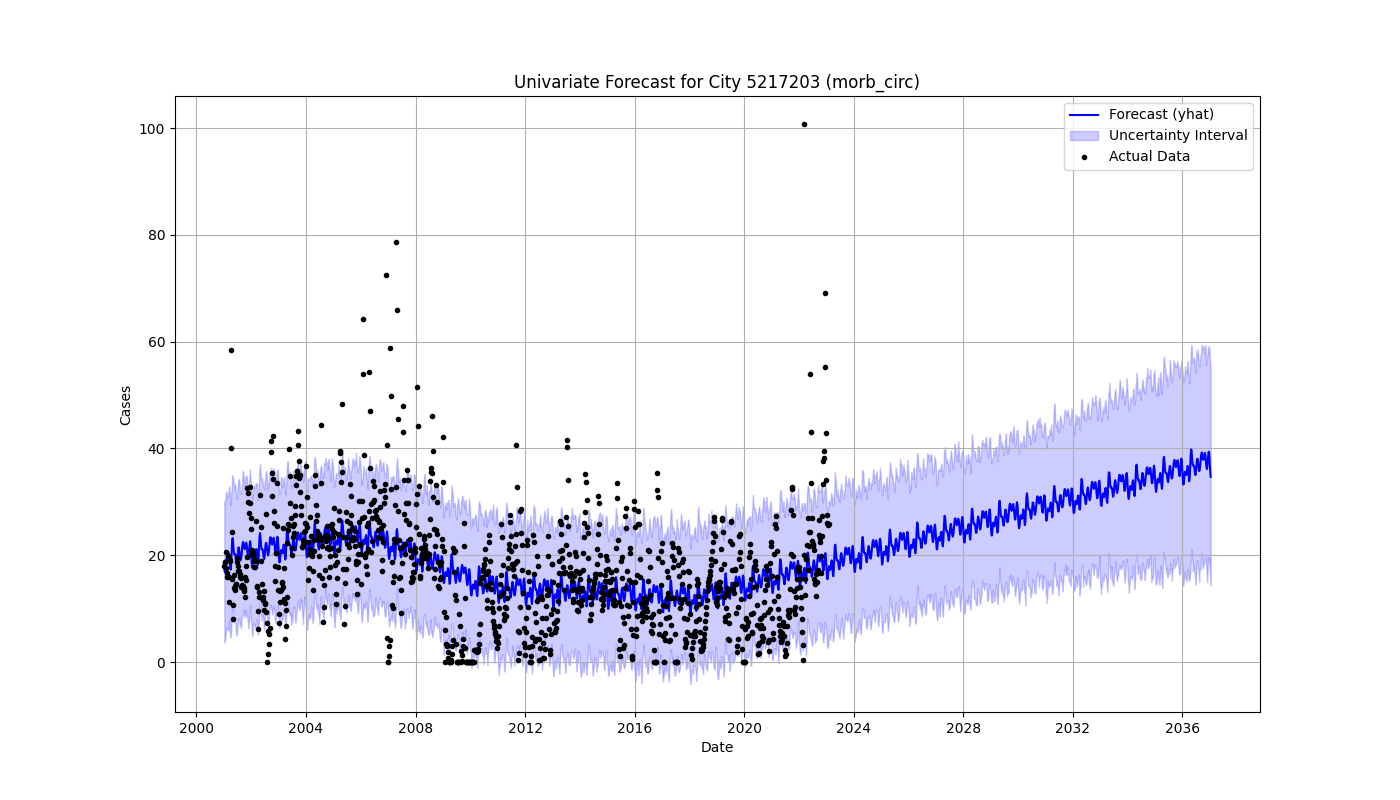 Univariate Forecast for City 5217203 (morb_circ)
Forecast (yhat)
Uncertainty Interval
Actual Data
Cases
100
80
60
40
20
0
2000 2004 2008 2012 2016 2020 2024 2028 2032 2036
Date